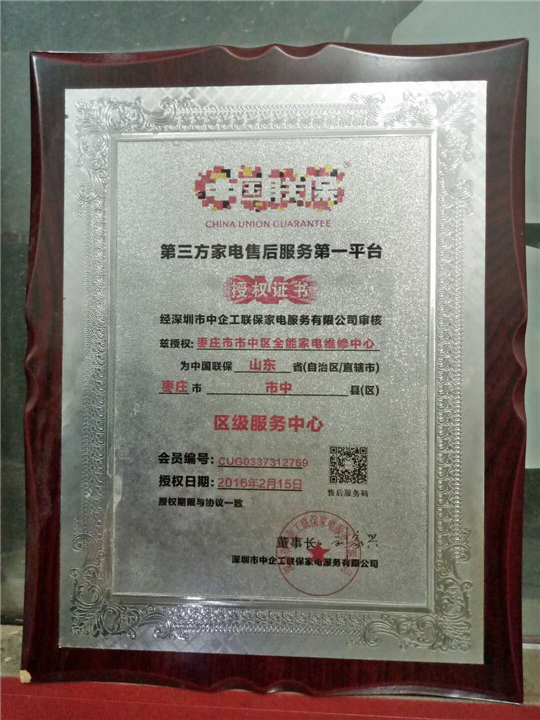 中国联保
CHINA UNION GUARANTEE
第三方家电售后服务第一平台
授权证书
经深圳市中企工联保家电服务有限公司审核
兹授权: 枣庄市市中区全能家电维修中心
为中国联保 山东 省(自治区/直辖市)
枣庄 市 市中 县(区)
区级服务中心
会员编号: CUG0337312769
授权日期: 2016年2月15日
授权期限与协议一致
售后服务码
董事长:
深圳市中企工联保家电服务有限公司